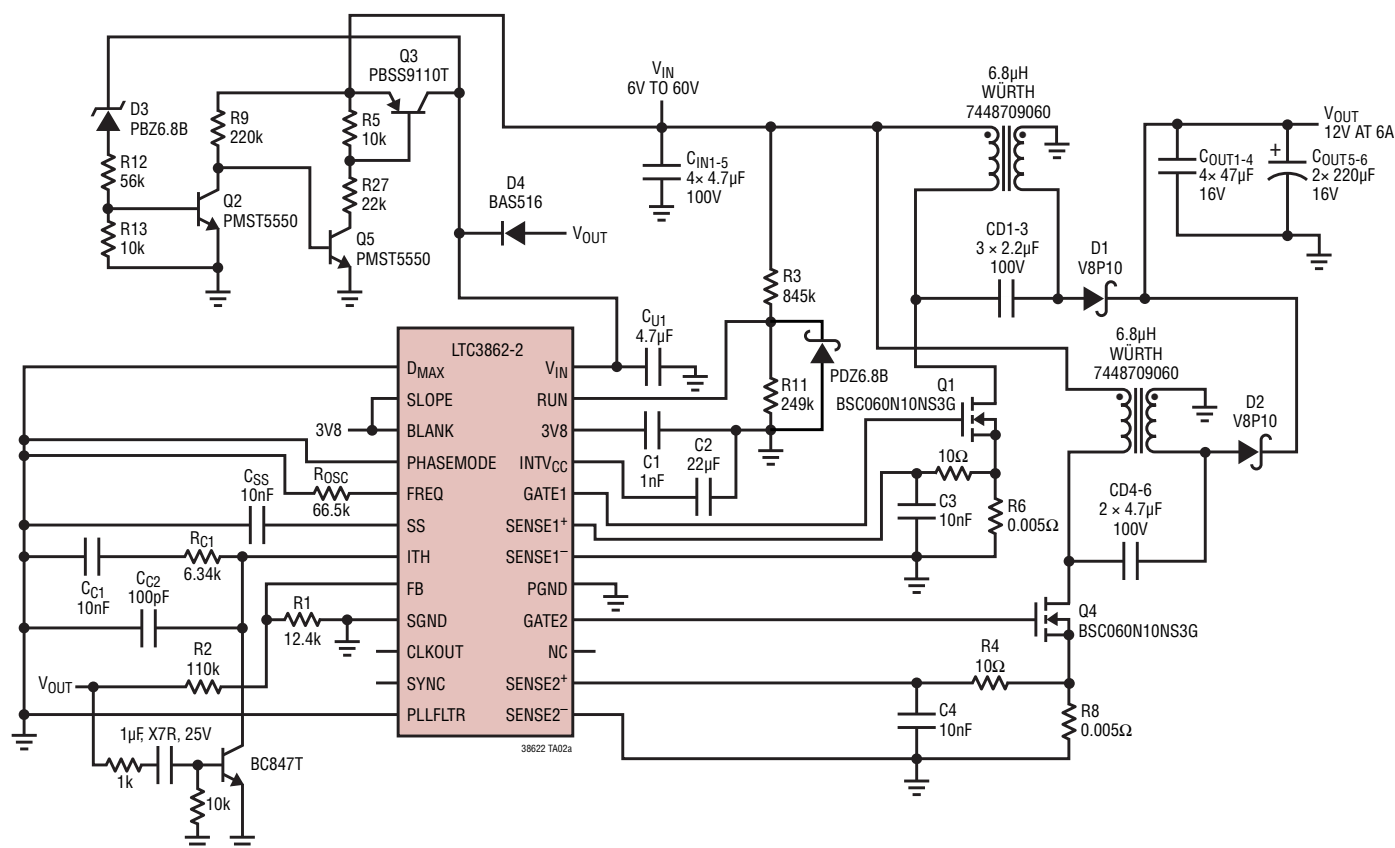 Q3
PBSS9110T
D3
PBZ6.8B
R9
220k
R5
10k
R12
56k
R27
22k
Q2
PMST5550
R13
10k
Q5
PMST5550
D4
BAS516
VOUT
VIN
6V TO 60V
CIN1-5
4× 4.7µF
100V
6.8µH
WÜRTH
7448709060
VOUT
12V AT 6A
COUT1-4
4× 47µF
16V
+
COUT5-6
2× 220µF
16V
CD1-3
3 × 2.2µF
100V
D1
V8P10
R3
845k
CU1
4.7µF
PDZ6.8B
R11
249k
6.8µH
WÜRTH
7448709060
D2
V8P10
Q1
BSC060N10NS3G
LTC3862-2
DMAX
SLOPE
BLANK
PHASEMODE
FREQ
SS
ITH
FB
SGND
CLKOUT
SYNC
PLLFLTR
VIN
RUN
3V8
INTVCC
GATE1
SENSE1+
SENSE1–
PGND
GATE2
NC
SENSE2+
SENSE2–
3V8
C1
1nF
C2
22µF
10Ω
C3
10nF
R6
0.005Ω
CD4-6
2 × 4.7µF
100V
CSS
10nF
ROSC
66.5k
RC1
6.34k
CC1
10nF
CC2
100pF
R1
12.4k
R2
110k
VOUT
Q4
BSC060N10NS3G
R4
10Ω
C4
10nF
R8
0.005Ω
1µF, X7R, 25V
1k
10k
BC847T
38622 TA02a